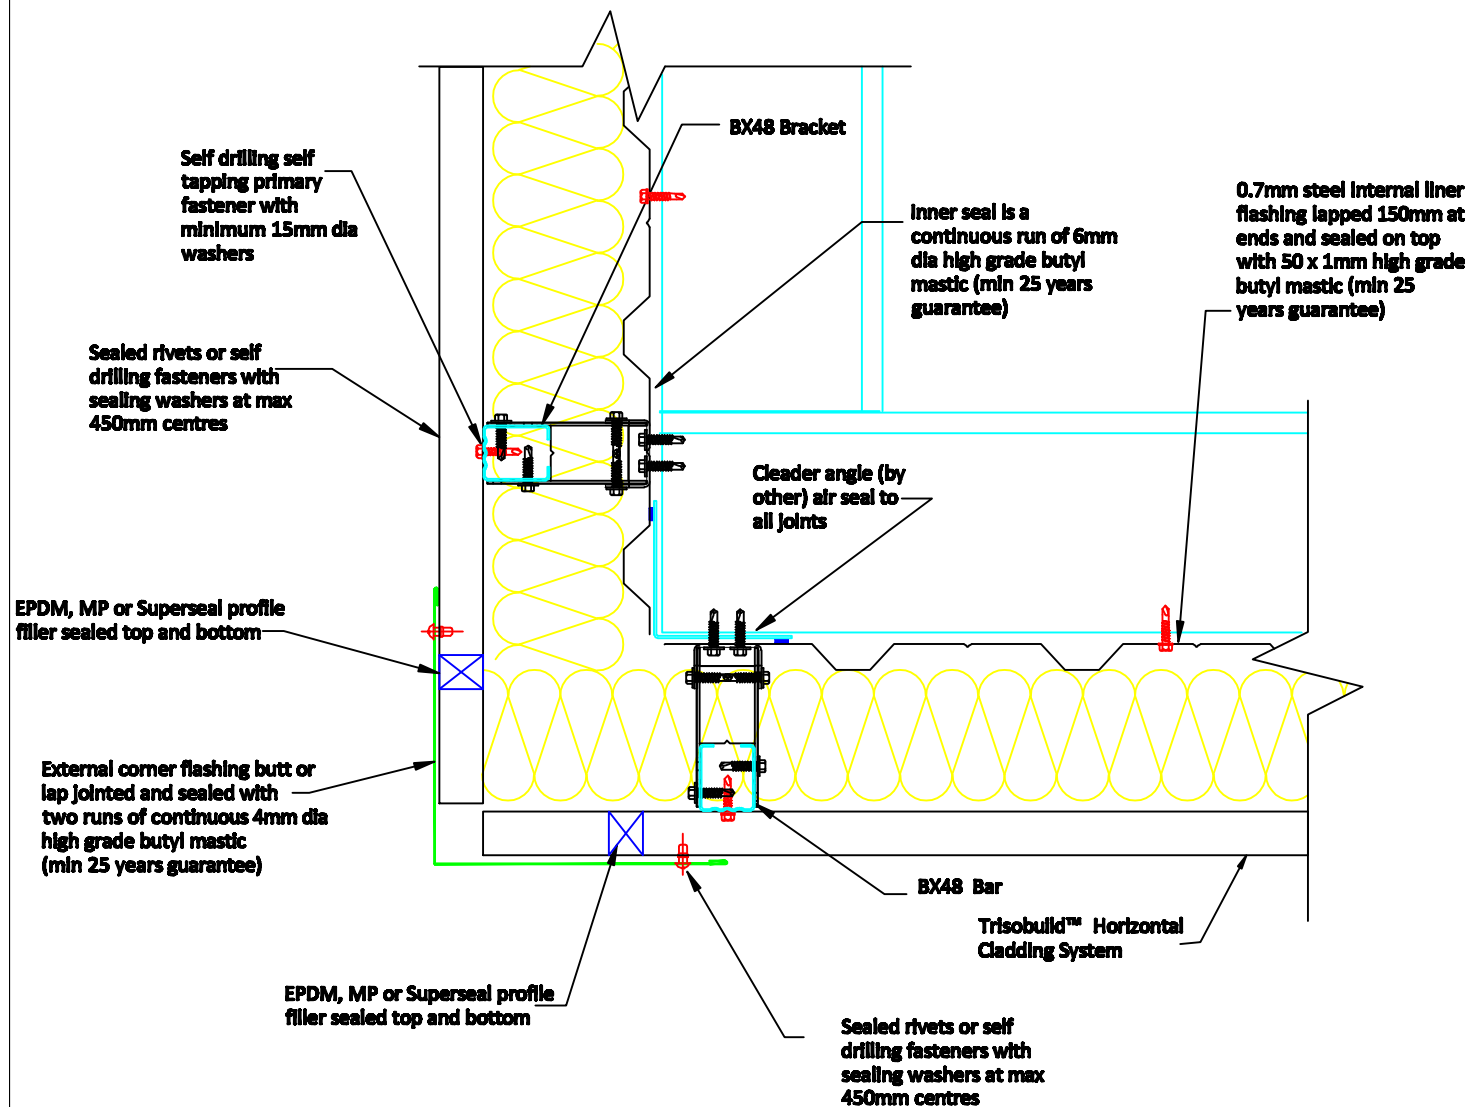 BX48 Bracket
Self drilling self
tapping primary
fastener with
minimum 15mm dia
washers
0.7mm steel internal liner
flashing lapped 150mm at
ends and sealed on top
with 50 x 1mm high grade
butyl mastic (min 25
years guarantee)
Inner seal is a
continuous run of 6mm
dia high grade butyl
mastic (min 25 years
guarantee)
Sealed rivets or self
drilling fasteners with
sealing washers at max
450mm centres
Cleader angle (by
other) air seal to
all joints
EPDM, MP or Superseal profile
filler sealed top and bottom
External corner flashing butt or
lap jointed and sealed with
two runs of continuous 4mm dia
high grade butyl mastic
(min 25 years guarantee)
BX48 Bar
Trisobuild™ Horizontal
Cladding System
EPDM, MP or Superseal profile
filler sealed top and bottom
Sealed rivets or self
drilling fasteners with
sealing washers at max
450mm centres